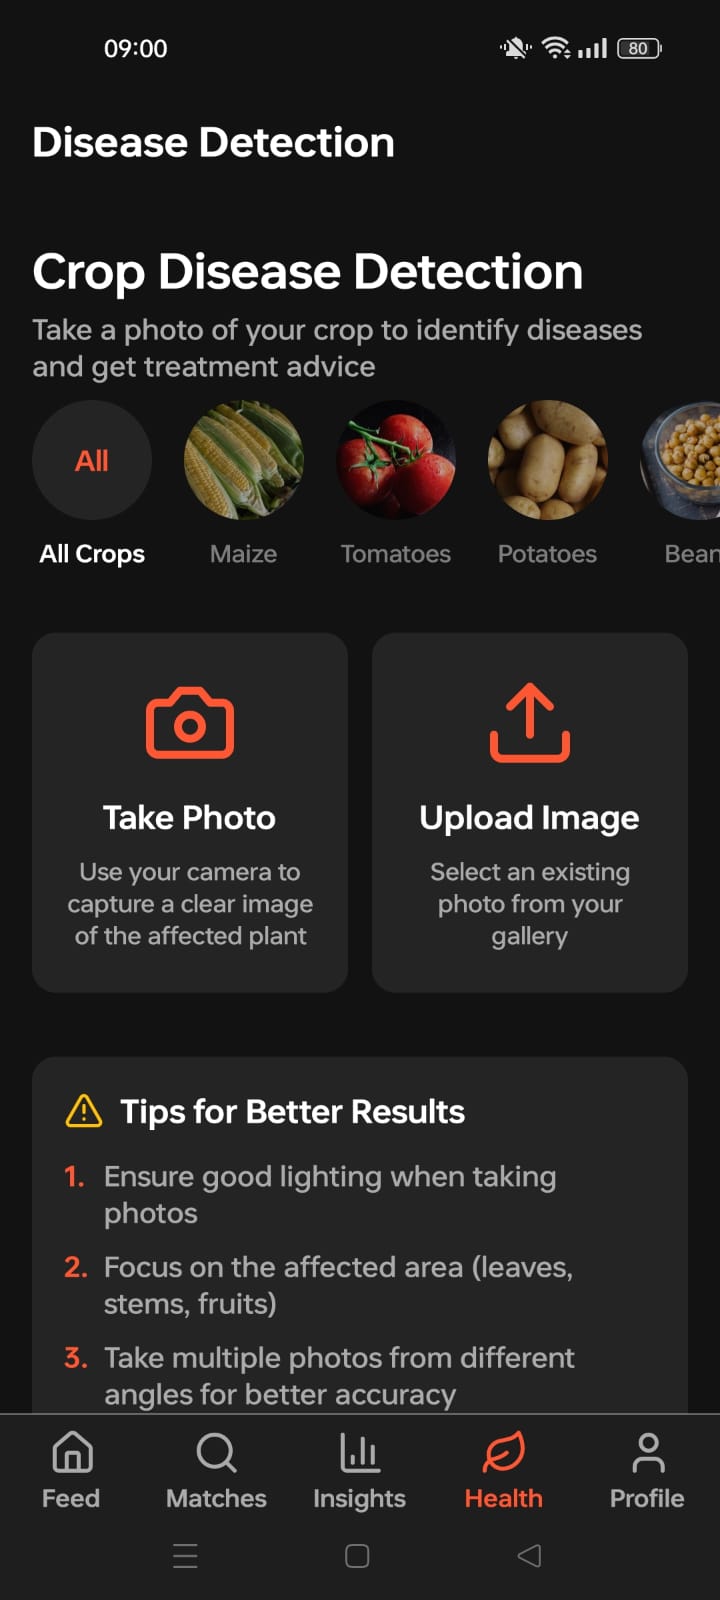 09:00
80
Disease Detection
Crop Disease Detection
Take a photo of your crop to identify diseases
and get treatment advice
All
All Crops
Maize
Tomatoes
Potatoes
Bean
Take Photo
Use your camera to
capture a clear image
of the affected plant
Upload Image
Select an existing
photo from your
gallery
Tips for Better Results
1. Ensure good lighting when taking
photos
2. Focus on the affected area (leaves,
stems, fruits)
3. Take multiple photos from different
angles for better accuracy
Feed
Matches
Insights
Health
Profile